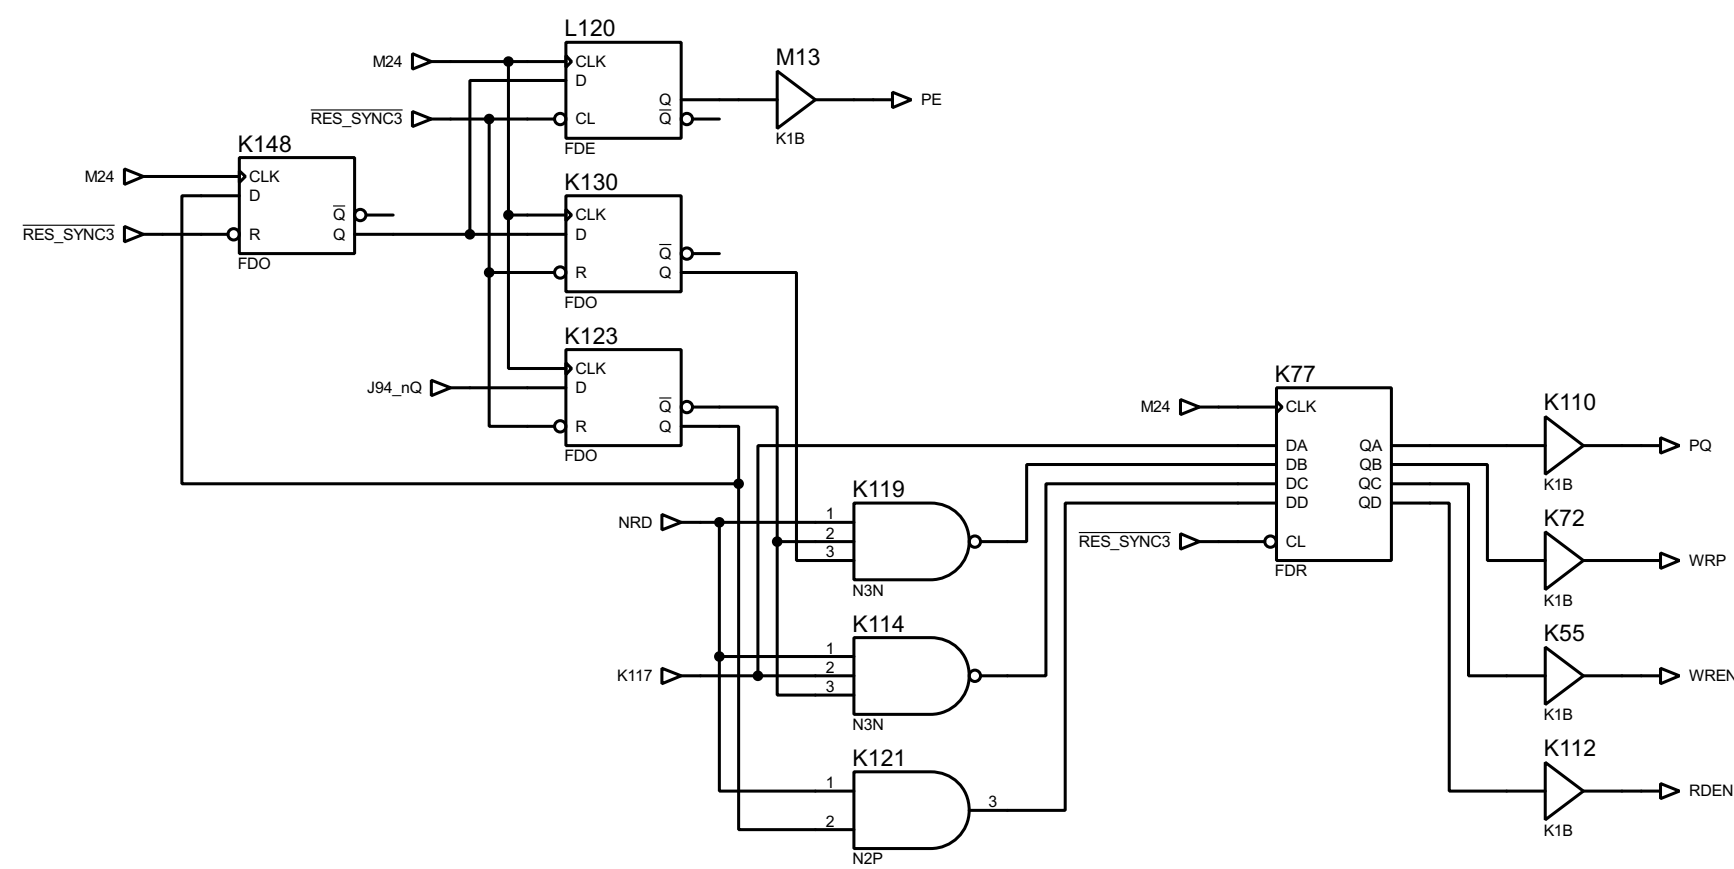 L120
M24
CLK
D
Q
RES_SYNC3
CL
Q
FDE
M13
K1B
PE
K148
M24
CLK
D
Q
RES_SYNC3
R
Q
FDO
K130
CLK
D
Q
R
Q
FDO
K123
CLK
J94_nQ
D
Q
R
Q
FDO
K77
M24
CLK
DA
QA
DB
QB
DC
QC
DD
QD
RES_SYNC3
CL
FDR
K110
K1B
PQ
K72
K1B
WRP
K55
K1B
WREN
K112
K1B
RDEN
K119
NRD
1
2
3
N3N
K114
K117
1
2
3
N3N
K121
1
2
3
N2P